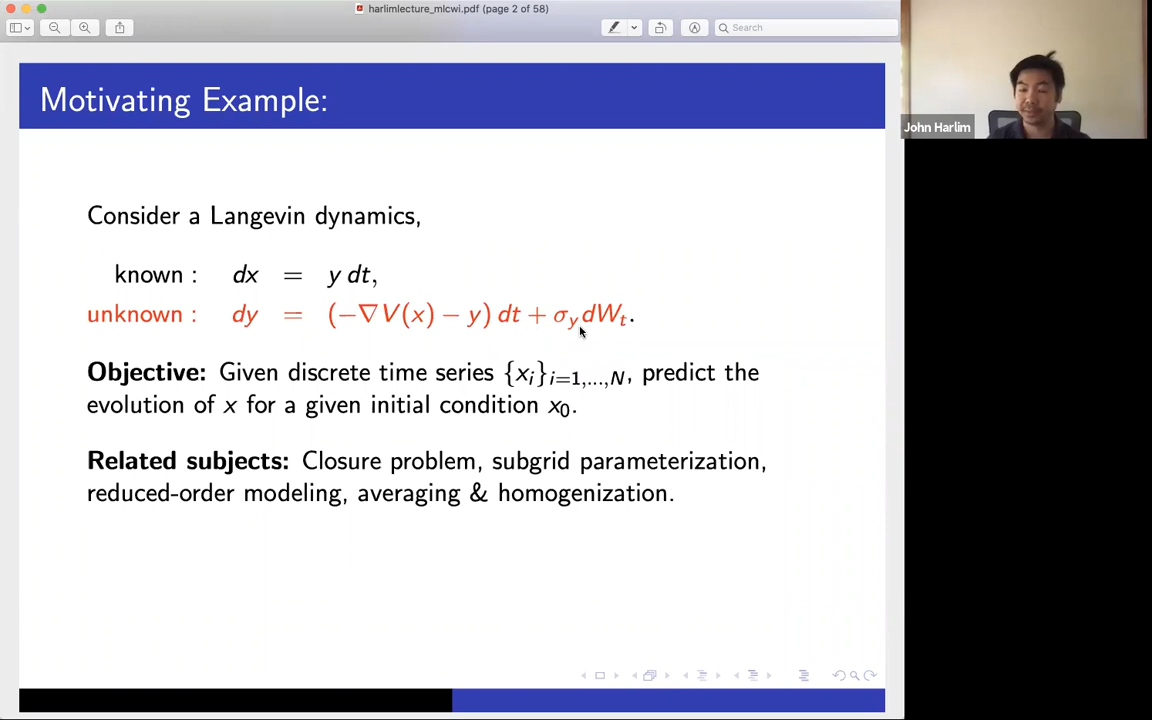 harlimlecture_mlcwi.pdf (page 2 of 58)
Search
Motivating Example:
John Harlim
Consider a Langevin dynamics,
known : dx = y dt,
unknown : dy = (−∇V(x) − y) dt + σ_y dW_t.
Objective: Given discrete time series {x_i}_{i=1,...,N}, predict the
evolution of x for a given initial condition x_0.
Related subjects: Closure problem, subgrid parameterization,
reduced-order modeling, averaging & homogenization.